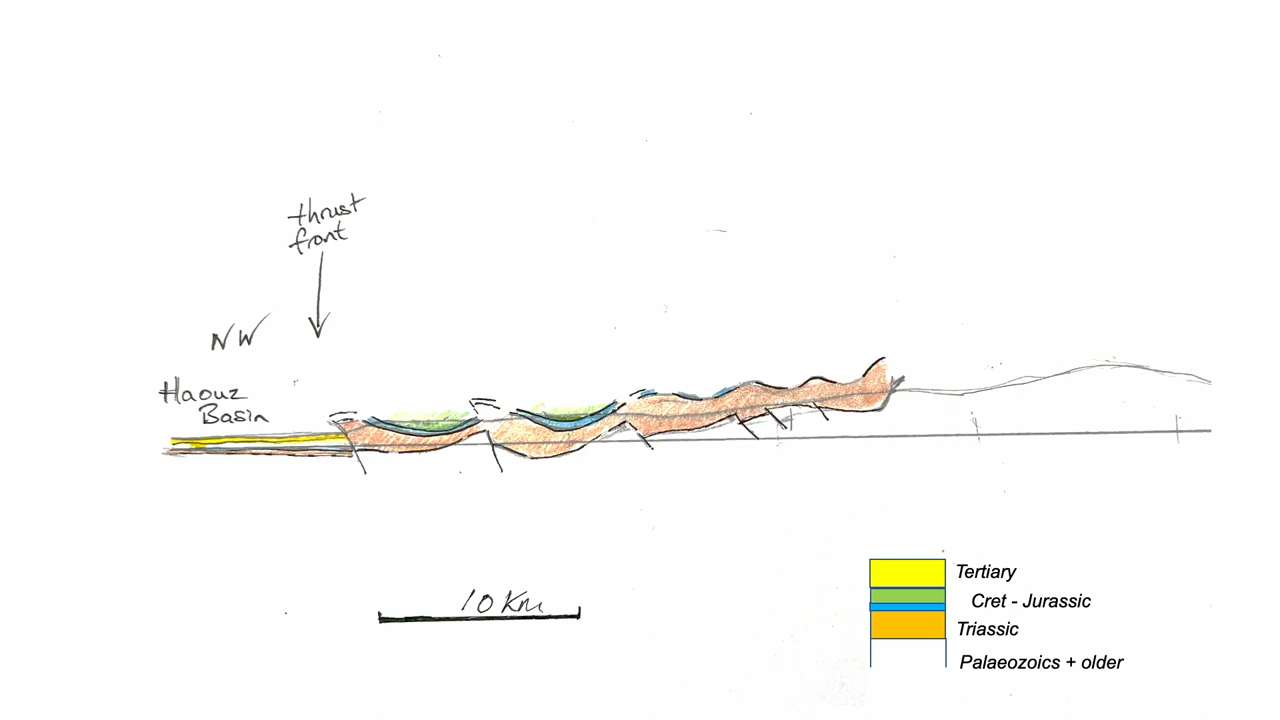 thrust
front
NW
Haouz
Basin
10 Km
Tertiary
Cret - Jurassic
Triassic
Palaeozoics + older